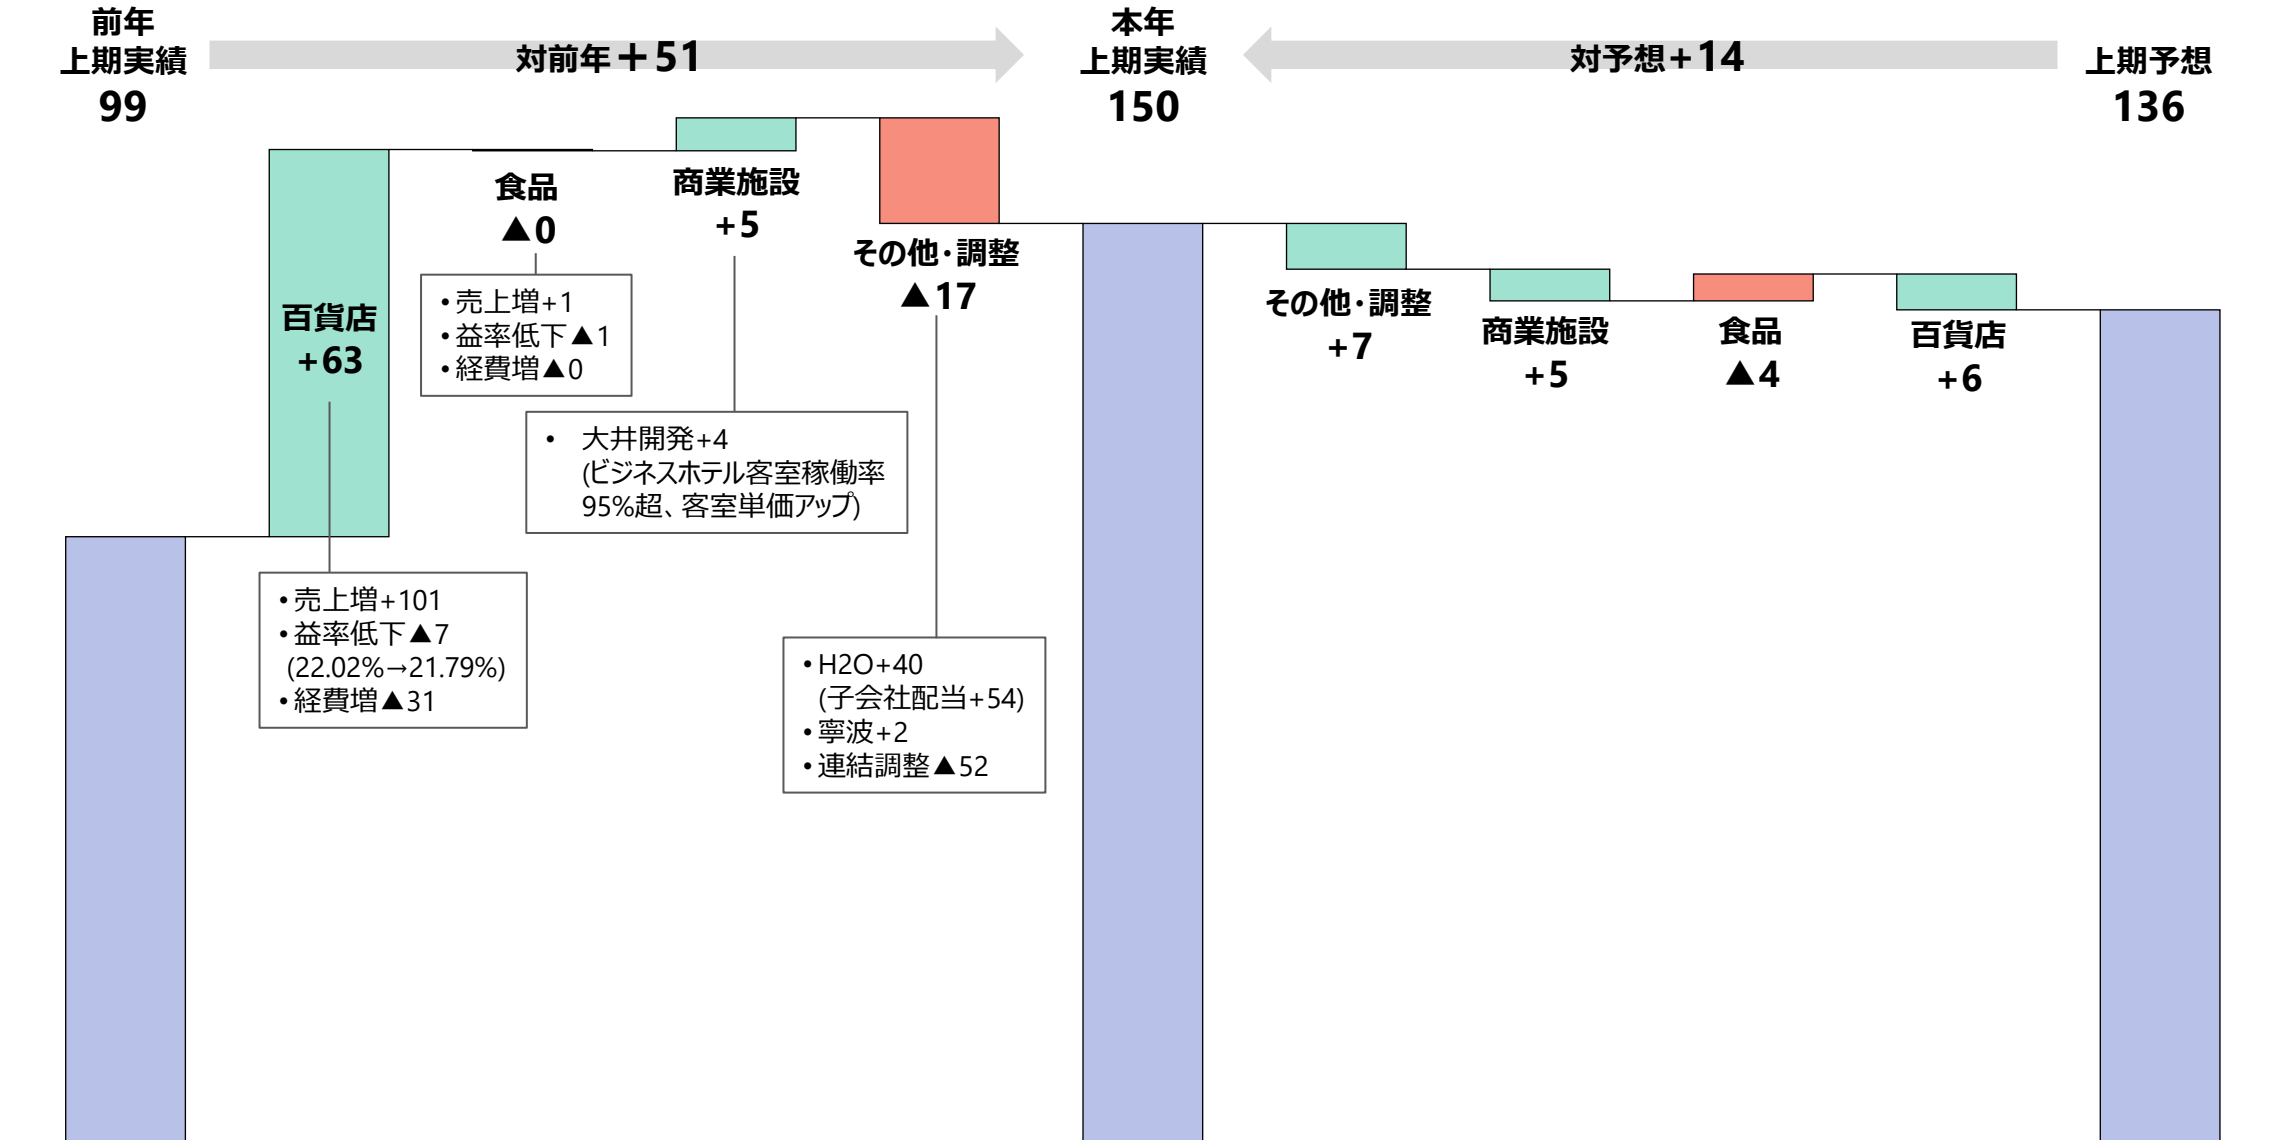 前年
上期実績
99
対前年＋51
本年
上期実績
150
対予想+14
上期予想
136
百貨店
+63
• 売上増+101
• 益率低下▲7
(22.02%→21.79%)
• 経費増▲31
食品
▲0
• 売上増+1
• 益率低下▲1
• 経費増▲0
商業施設
+5
• 大井開発+4
(ビジネスホテル客室稼働率
95%超、客室単価アップ)
その他・調整
▲17
• H2O+40
(子会社配当+54)
• 寧波+2
• 連結調整▲52
その他・調整
+7
商業施設
+5
食品
▲4
百貨店
+6